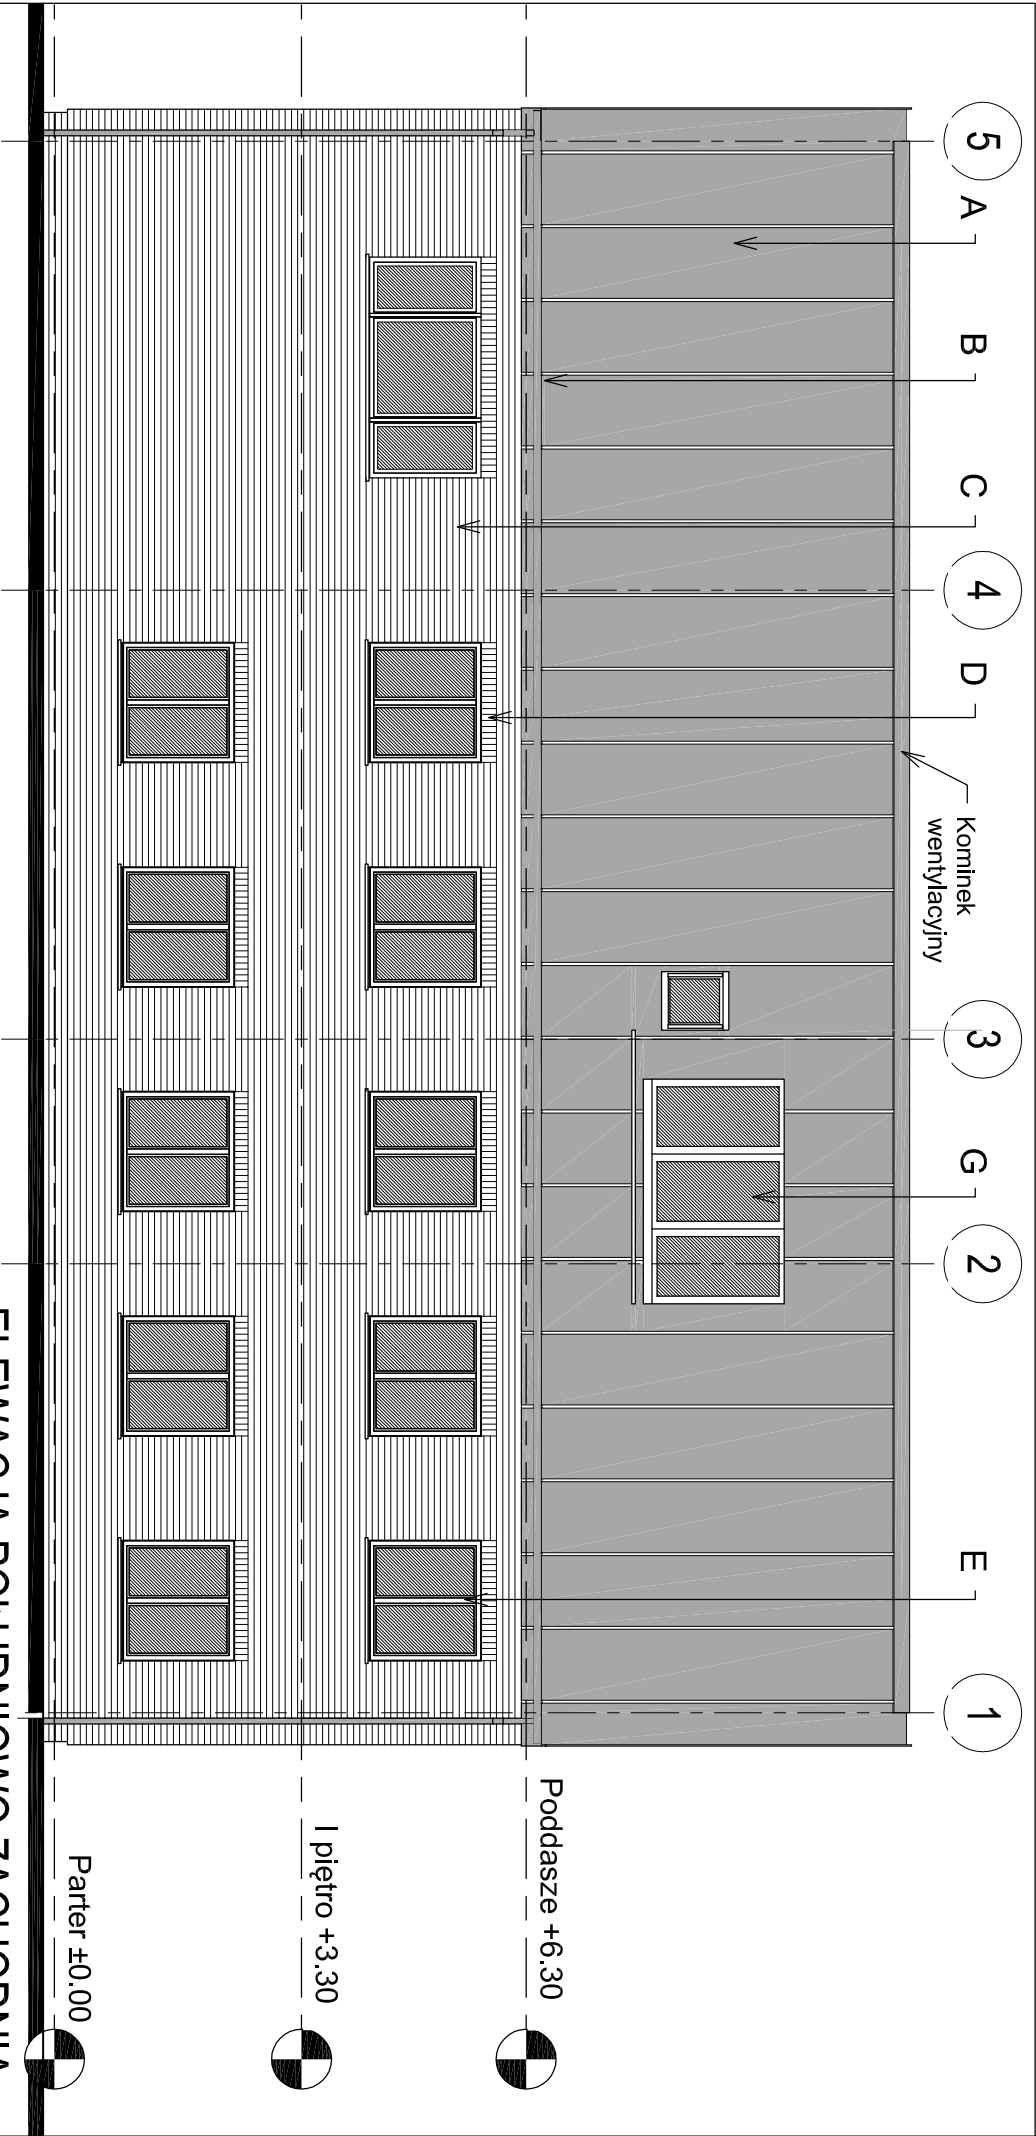 5
A
B
C
4
D
Kominek
wentylacyjny
3
G
2
E
1
Poddasze +6.30
I piętro +3.30
Parter ±0.00